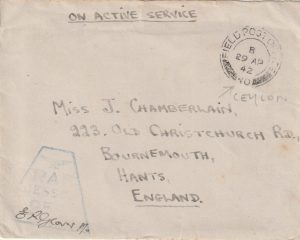 ON ACTIVE SERVICE
FIELD POST OFFICE
B
29 AP
42
CEYLON
MISS J. CHAMBERLAIN,
223. OLD CHRISTCHURCH RD.,
BOURNEMOUTH,
HANTS,
ENGLAND.